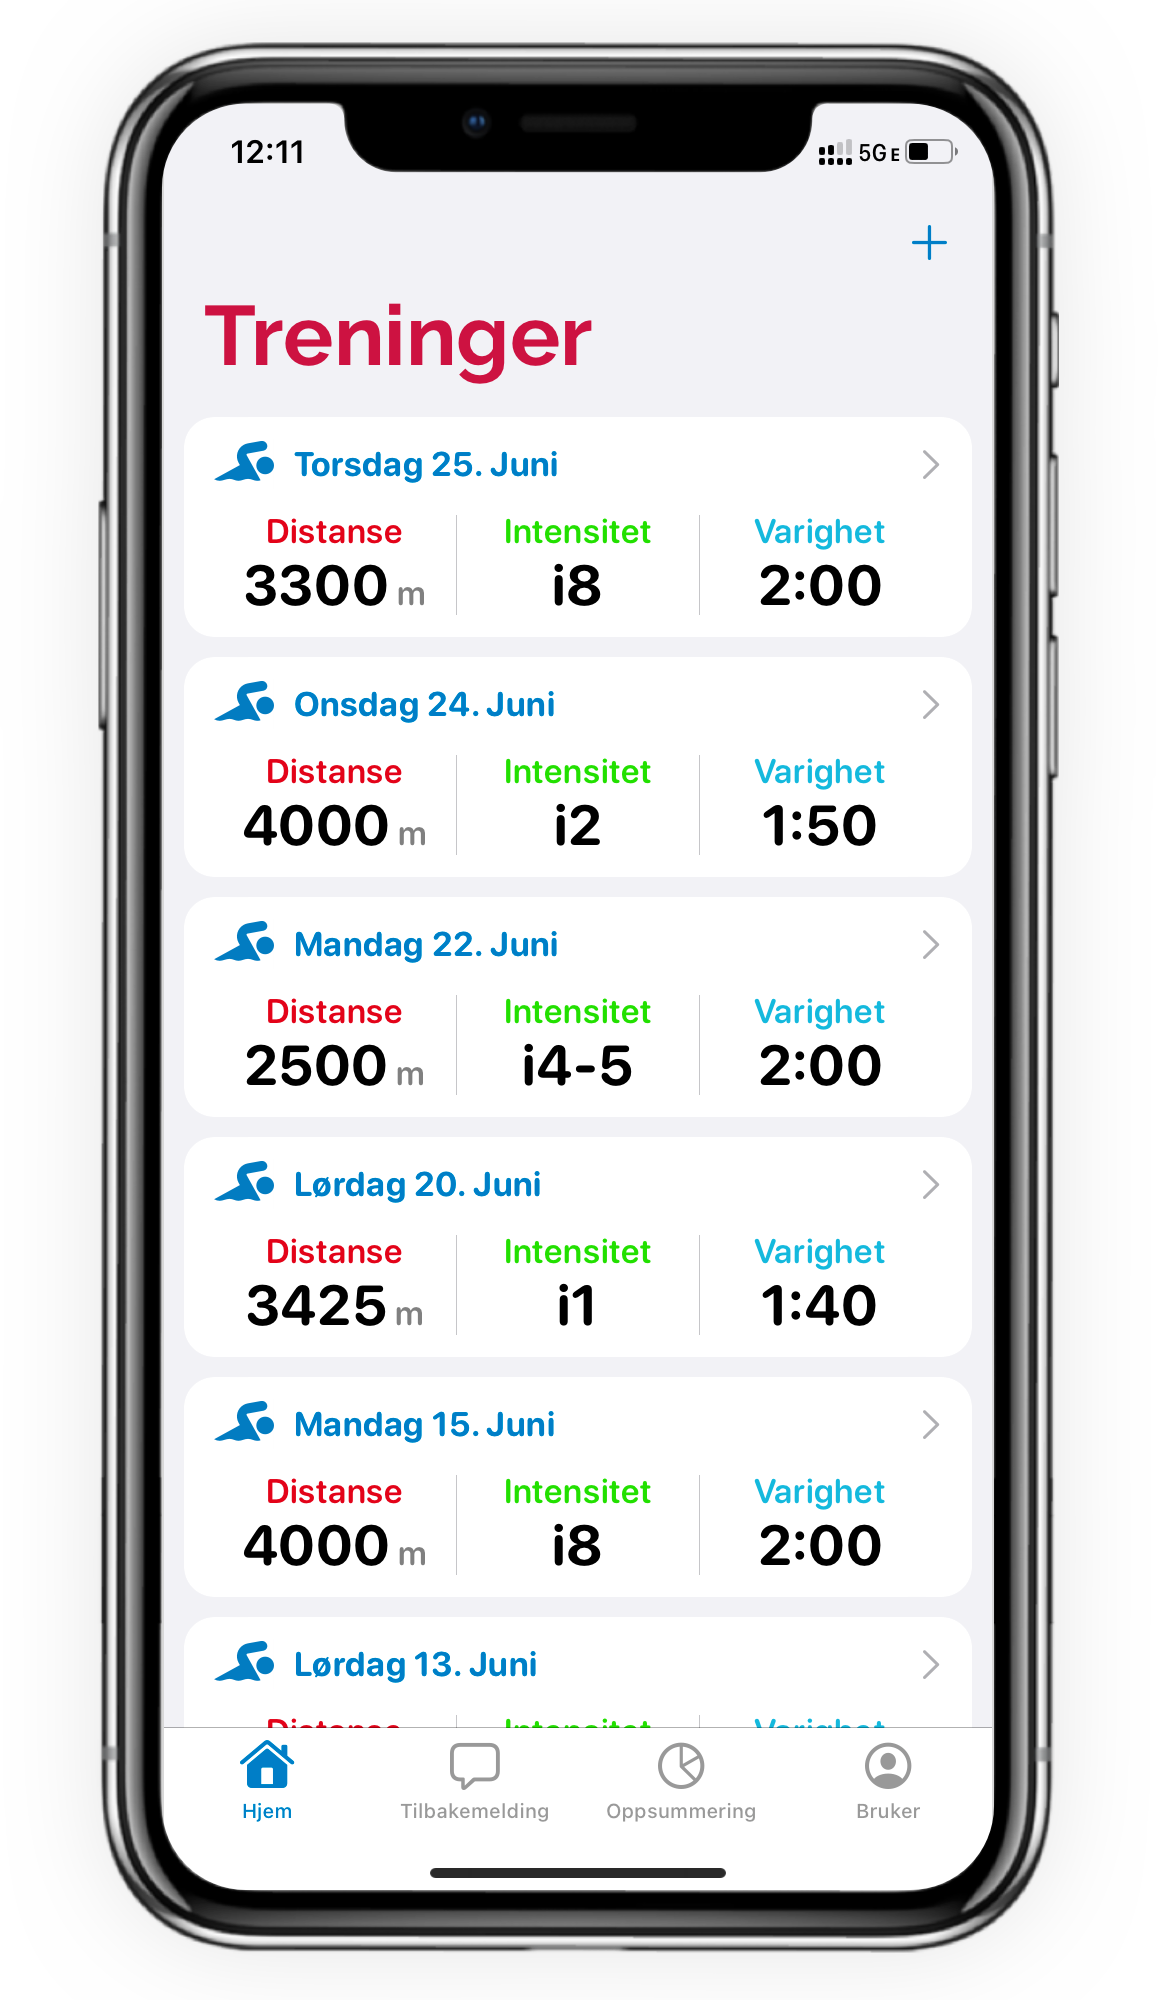 12:11
5G E
Treninger
Torsdag 25. Juni
Distanse Intensitet Varighet
3300 m i8 2:00
Onsdag 24. Juni
Distanse Intensitet Varighet
4000 m i2 1:50
Mandag 22. Juni
Distanse Intensitet Varighet
2500 m i4-5 2:00
Lørdag 20. Juni
Distanse Intensitet Varighet
3425 m i1 1:40
Mandag 15. Juni
Distanse Intensitet Varighet
4000 m i8 2:00
Lørdag 13. Juni
Distanse Intensitet Varighet
Hjem Tilbakemelding Oppsummering Bruker